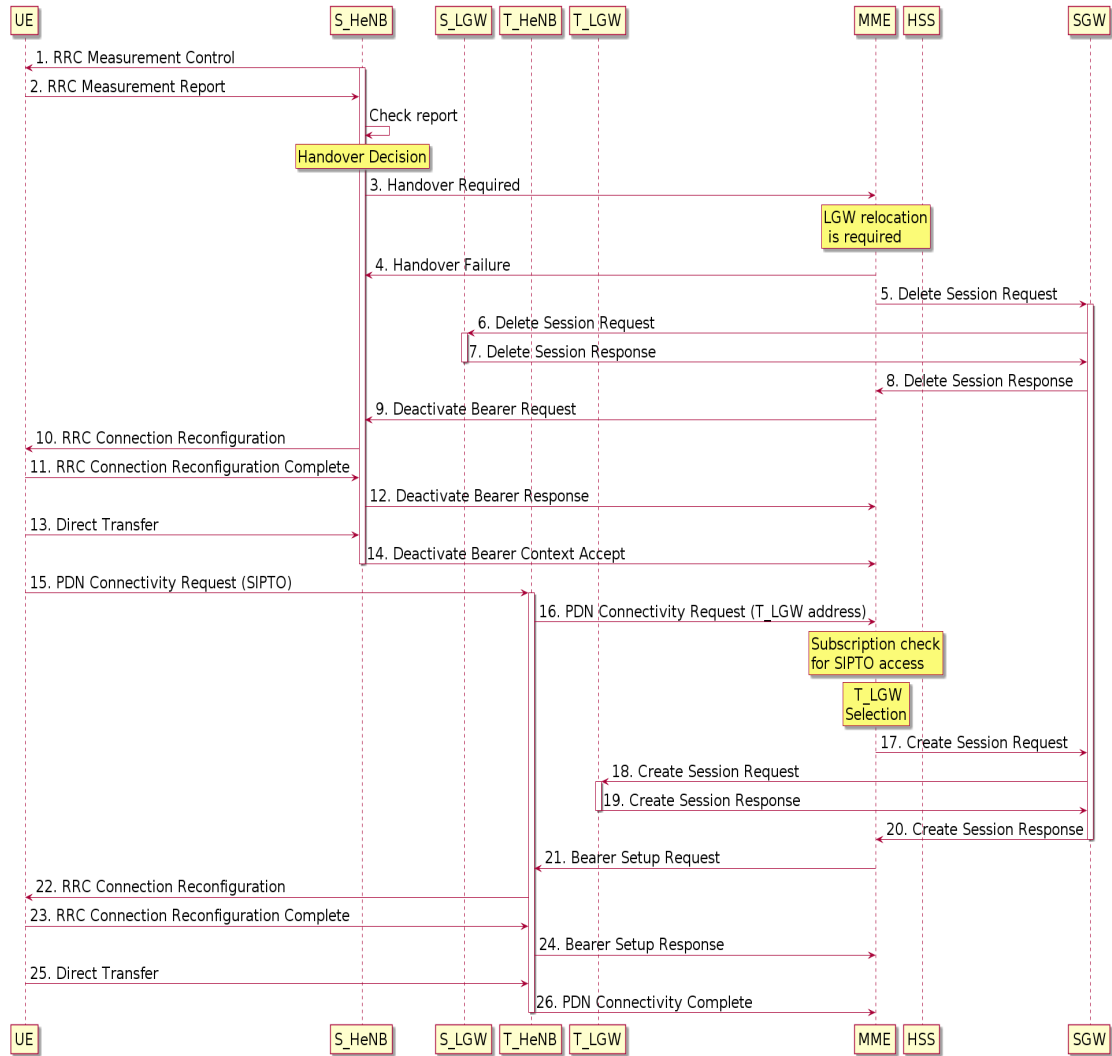 UE S_HeNB S_LGW T_HeNB T_LGW MME HSS SGW
1. RRC Measurement Control
2. RRC Measurement Report
Check report
Handover Decision
3. Handover Required
LGW relocation
is required
4. Handover Failure
5. Delete Session Request
6. Delete Session Request
7. Delete Session Response
8. Delete Session Response
9. Deactivate Bearer Request
10. RRC Connection Reconfiguration
11. RRC Connection Reconfiguration Complete
12. Deactivate Bearer Response
13. Direct Transfer
14. Deactivate Bearer Context Accept
15. PDN Connectivity Request (SIPTO)
16. PDN Connectivity Request (T_LGW address)
Subscription check
for SIPTO access
T_LGW
Selection
17. Create Session Request
18. Create Session Request
19. Create Session Response
20. Create Session Response
21. Bearer Setup Request
22. RRC Connection Reconfiguration
23. RRC Connection Reconfiguration Complete
24. Bearer Setup Response
25. Direct Transfer
26. PDN Connectivity Complete
UE S_HeNB S_LGW T_HeNB T_LGW MME HSS SGW